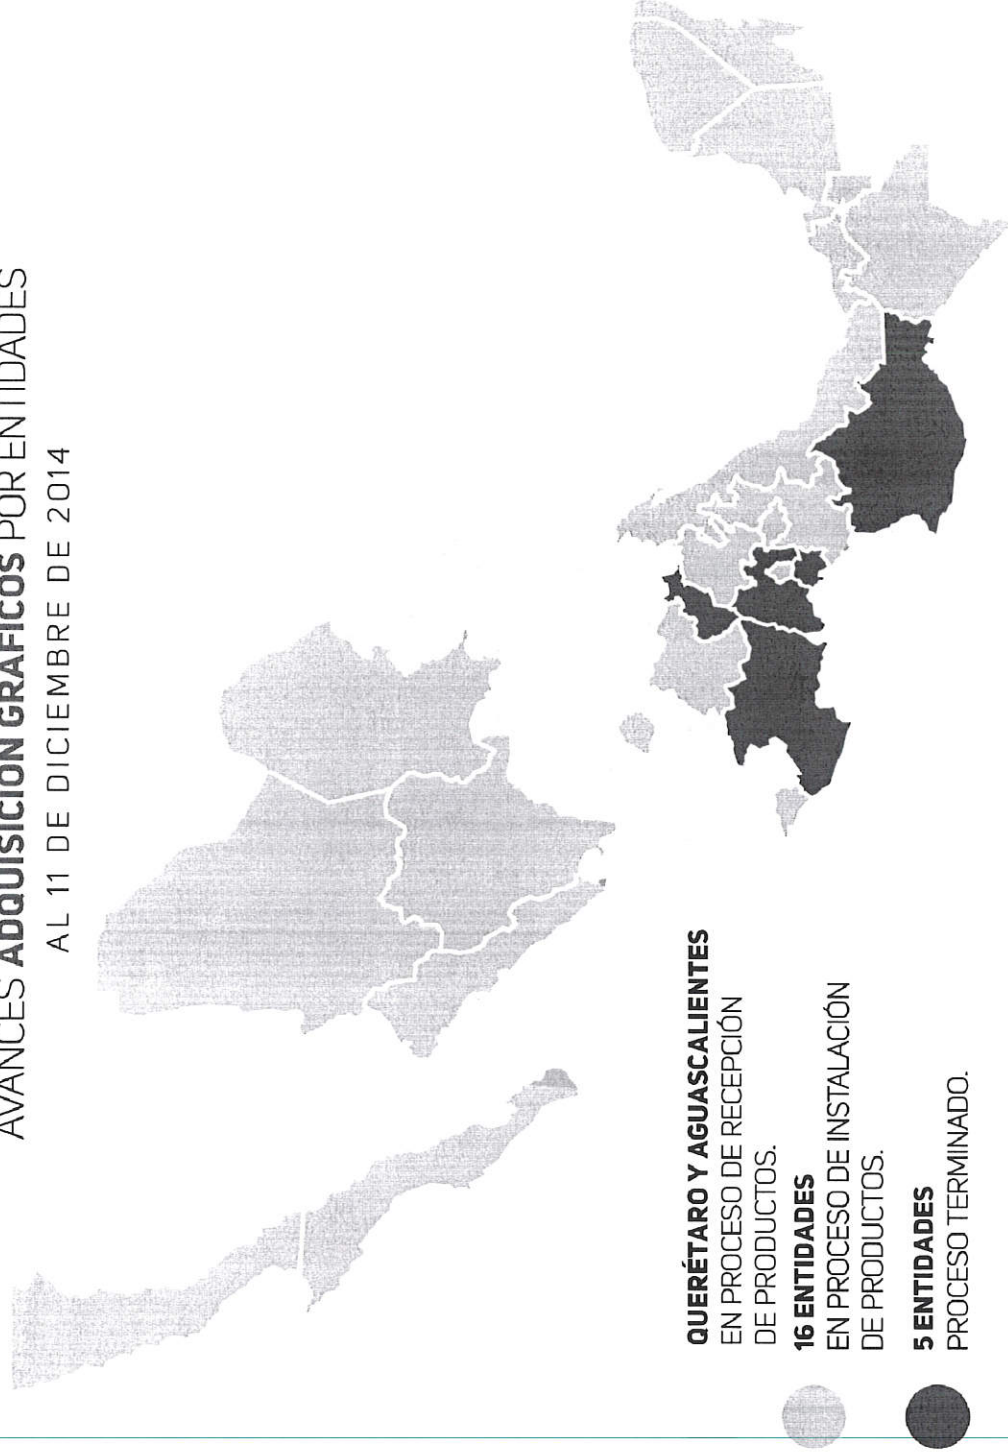 AVANCES ADQUISICIÓN GRÁFICOS POR ENTIDADES
AL 11 DE DICIEMBRE DE 2014
QUERÉTARO Y AGUASCALIENTES
EN PROCESO DE RECEPCIÓN
DE PRODUCTOS.
16 ENTIDADES
EN PROCESO DE INSTALACIÓN
DE PRODUCTOS.
5 ENTIDADES
PROCESO TERMINADO.